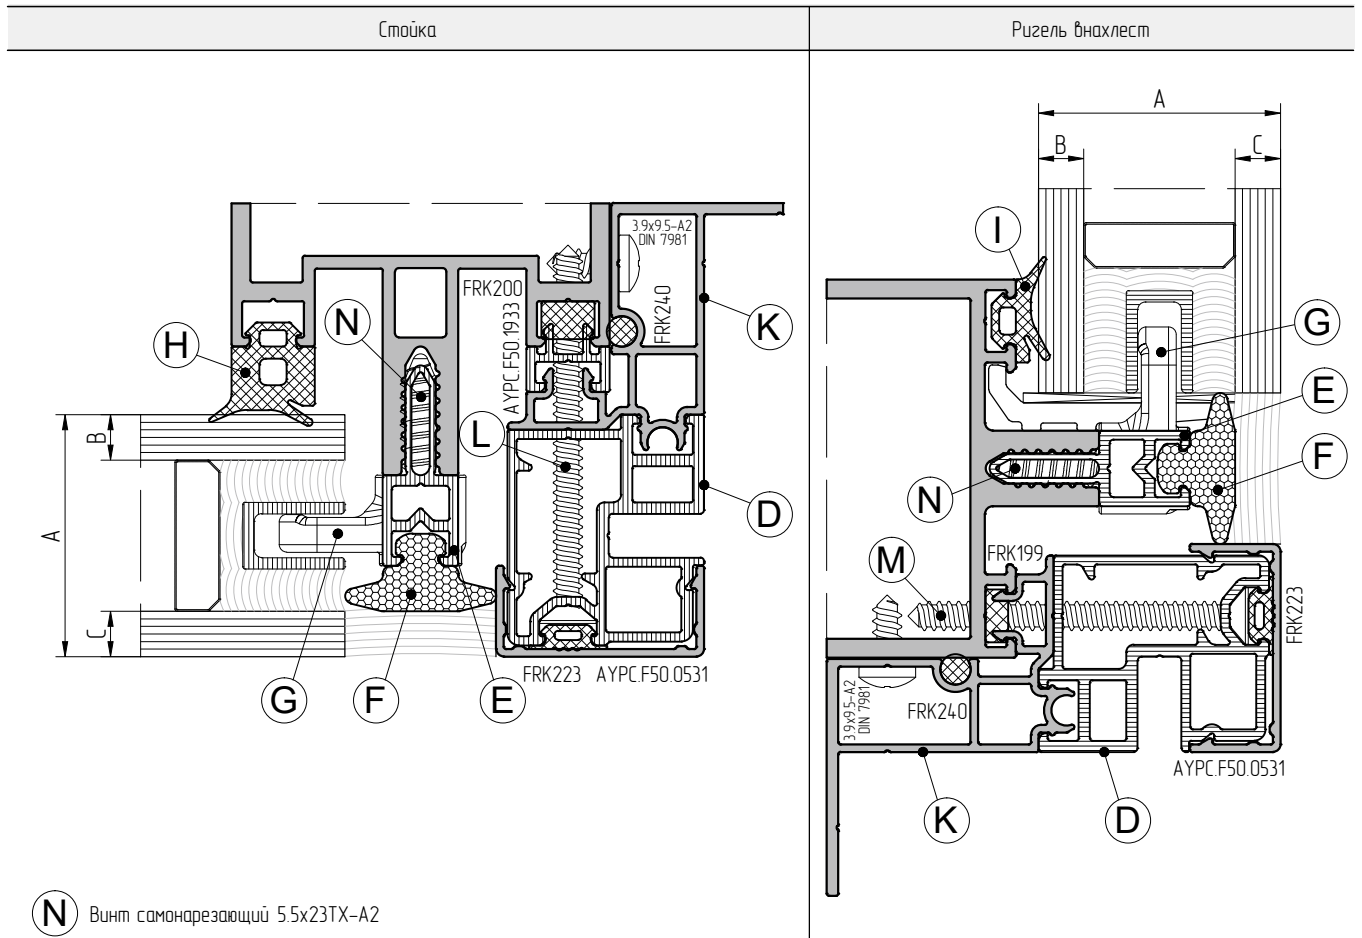 Стойка
Ригель внахлест
A
B
C
I
G
E
F
N
M
FRK199
FRK223
3.9x9.5-A2
DIN 7981
FRK240
AYPC.F50.0531
K
D
3.9x9.5-A2
DIN 7981
FRK200
FRK240
AYPC.F50.1933
N
H
K
L
B
A
C
D
FRK223 AYPC.F50.0531
G
F
E
N Винт самонарезающий 5.5x23TX-A2